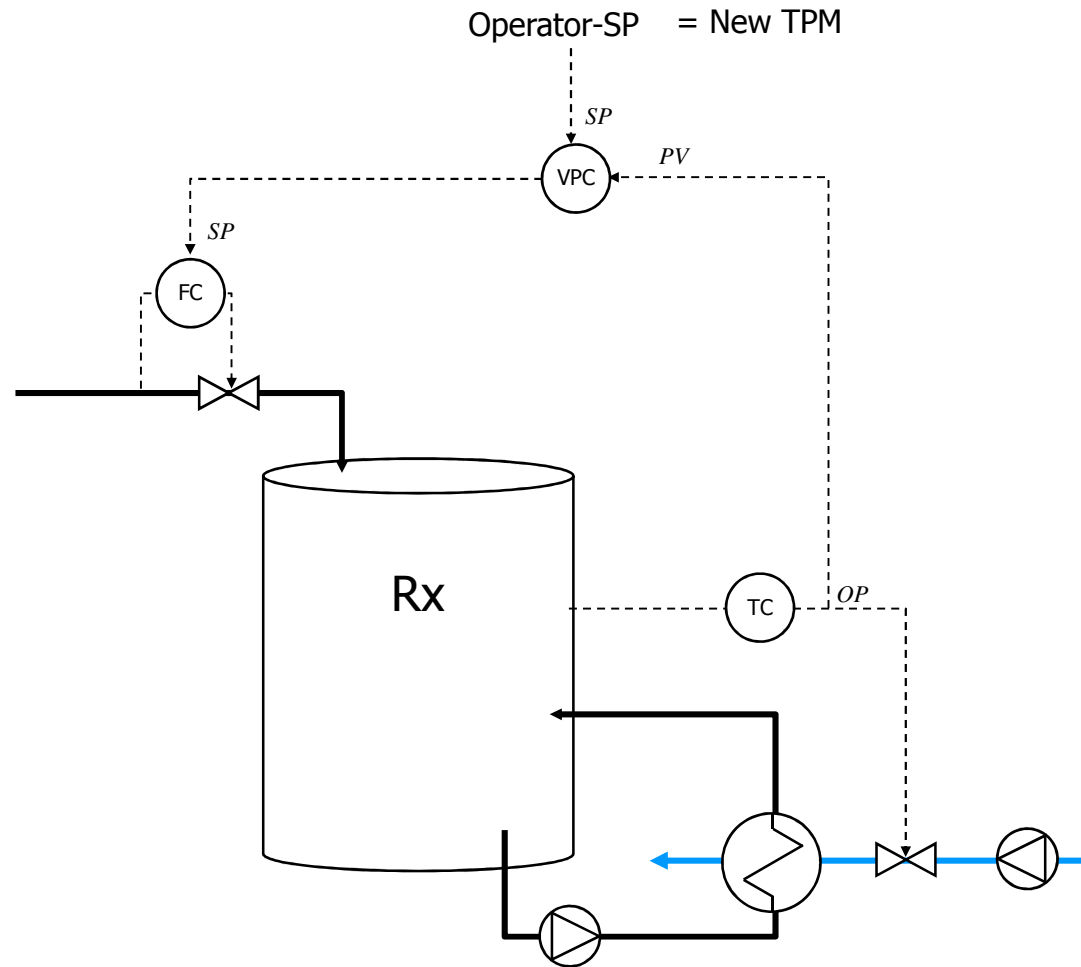 Operator-SP = New TPM
SP
PV
VPC
SP
FC
Rx
TC
OP